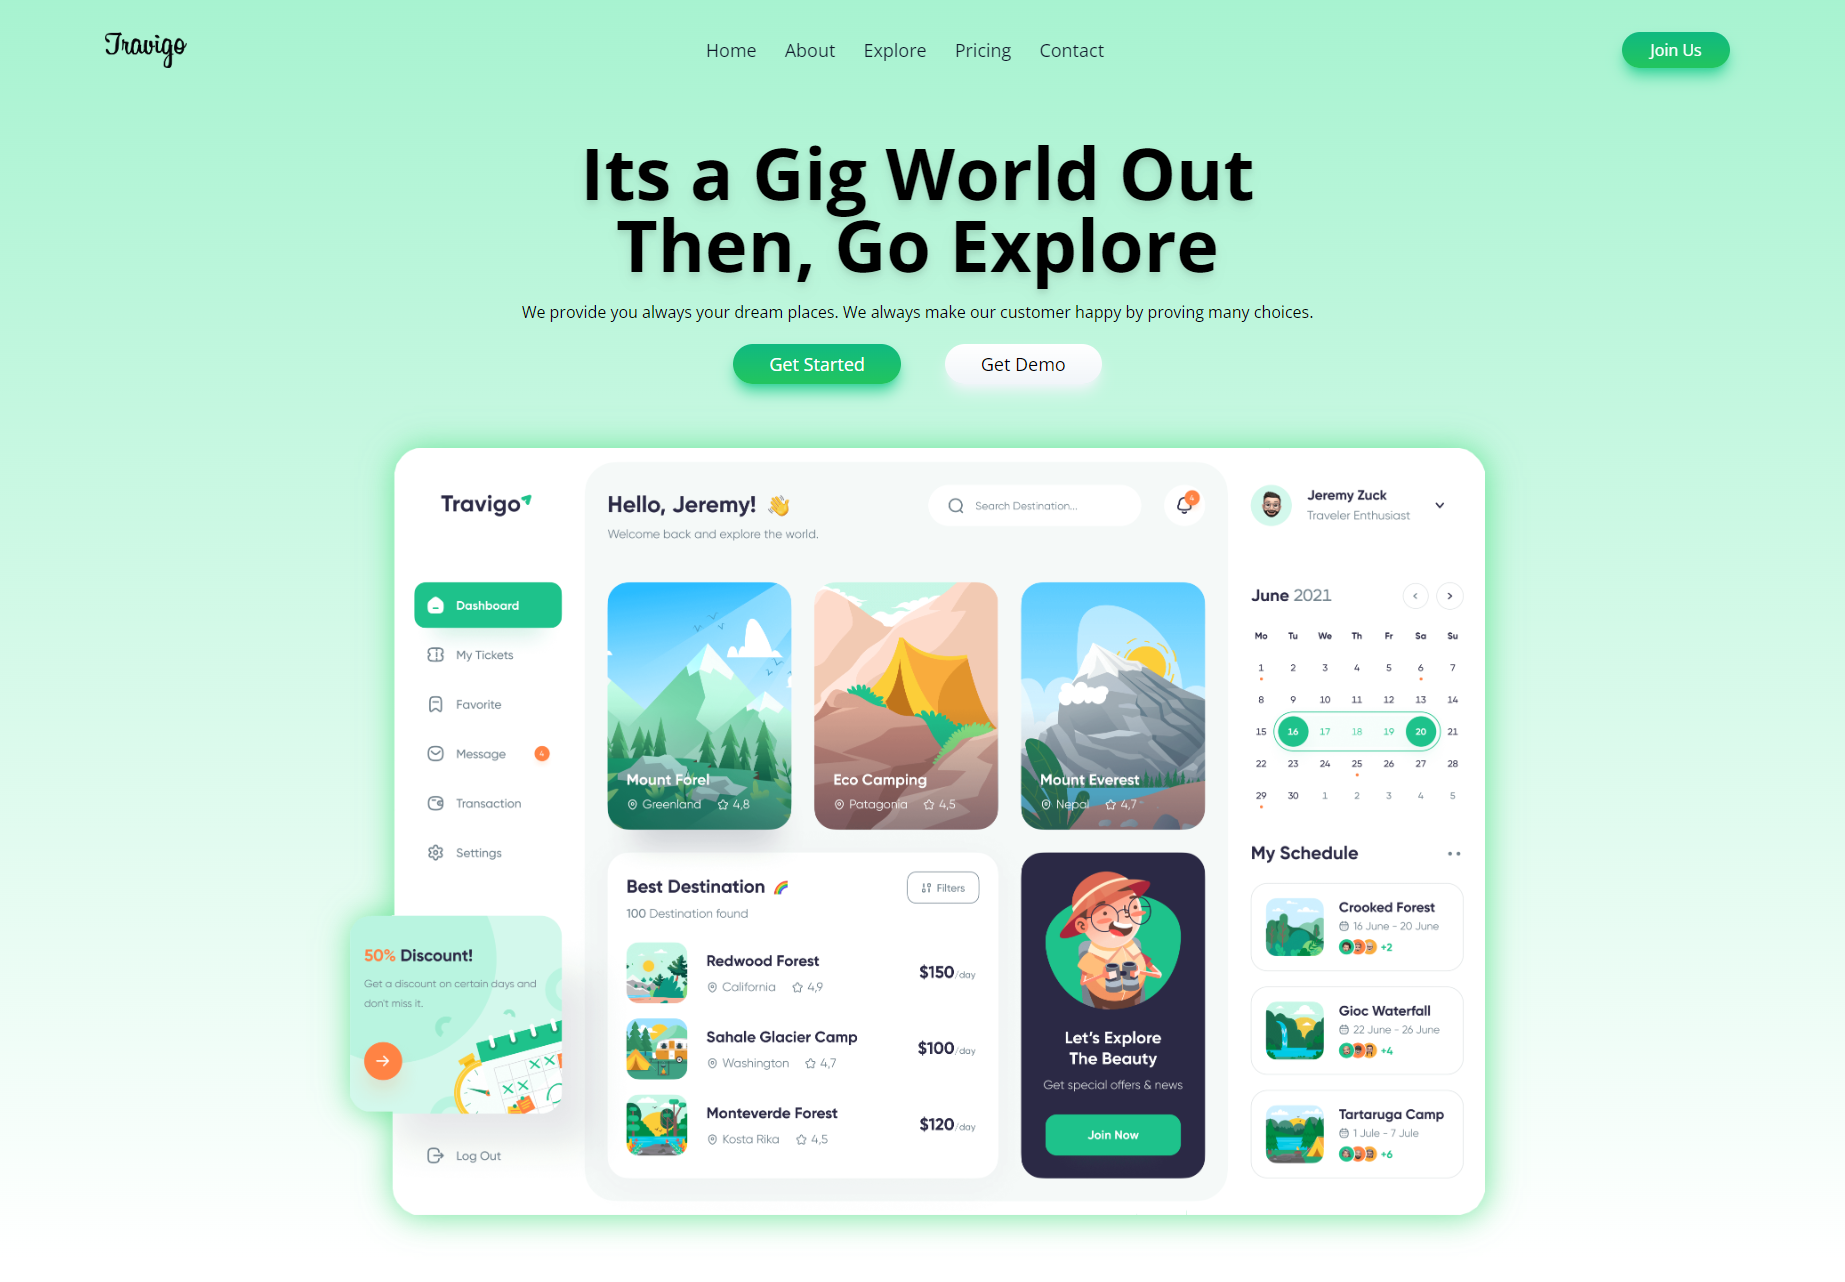 Travigo
Home About Explore Pricing Contact
Join Us
Its a Gig World Out
Then, Go Explore
We provide you always your dream places. We always make our customer happy by proving many choices.
Get Started
Get Demo
Travigo
Dashboard
My Tickets
Favorite
Message 4
Transaction
Settings
50% Discount!
Get a discount on certain days and
don't miss it.
Log Out
Hello, Jeremy! 👋
Welcome back and explore the world.
Search Destination...
4
Mount Forel
Greenland 4,8
Eco Camping
Patagonia 4,5
Mount Everest
Nepal 4,7
Best Destination 🌈
100 Destination found
Filters
Redwood Forest
California 4,9
$150/day
Sahale Glacier Camp
Washington 4,7
$100/day
Monteverde Forest
Kosta Rika 4,5
$120/day
Let's Explore
The Beauty
Get special offers & news
Join Now
Jeremy Zuck
Traveler Enthusiast
June 2021
Mo Tu We Th Fr Sa Su
1 2 3 4 5 6 7
8 9 10 11 12 13 14
15 16 17 18 19 20 21
22 23 24 25 26 27 28
29 30 1 2 3 4 5
My Schedule
Crooked Forest
16 June - 20 June
+2
Gioc Waterfall
22 June - 26 June
+4
Tartaruga Camp
1 Jule - 7 Jule
+6